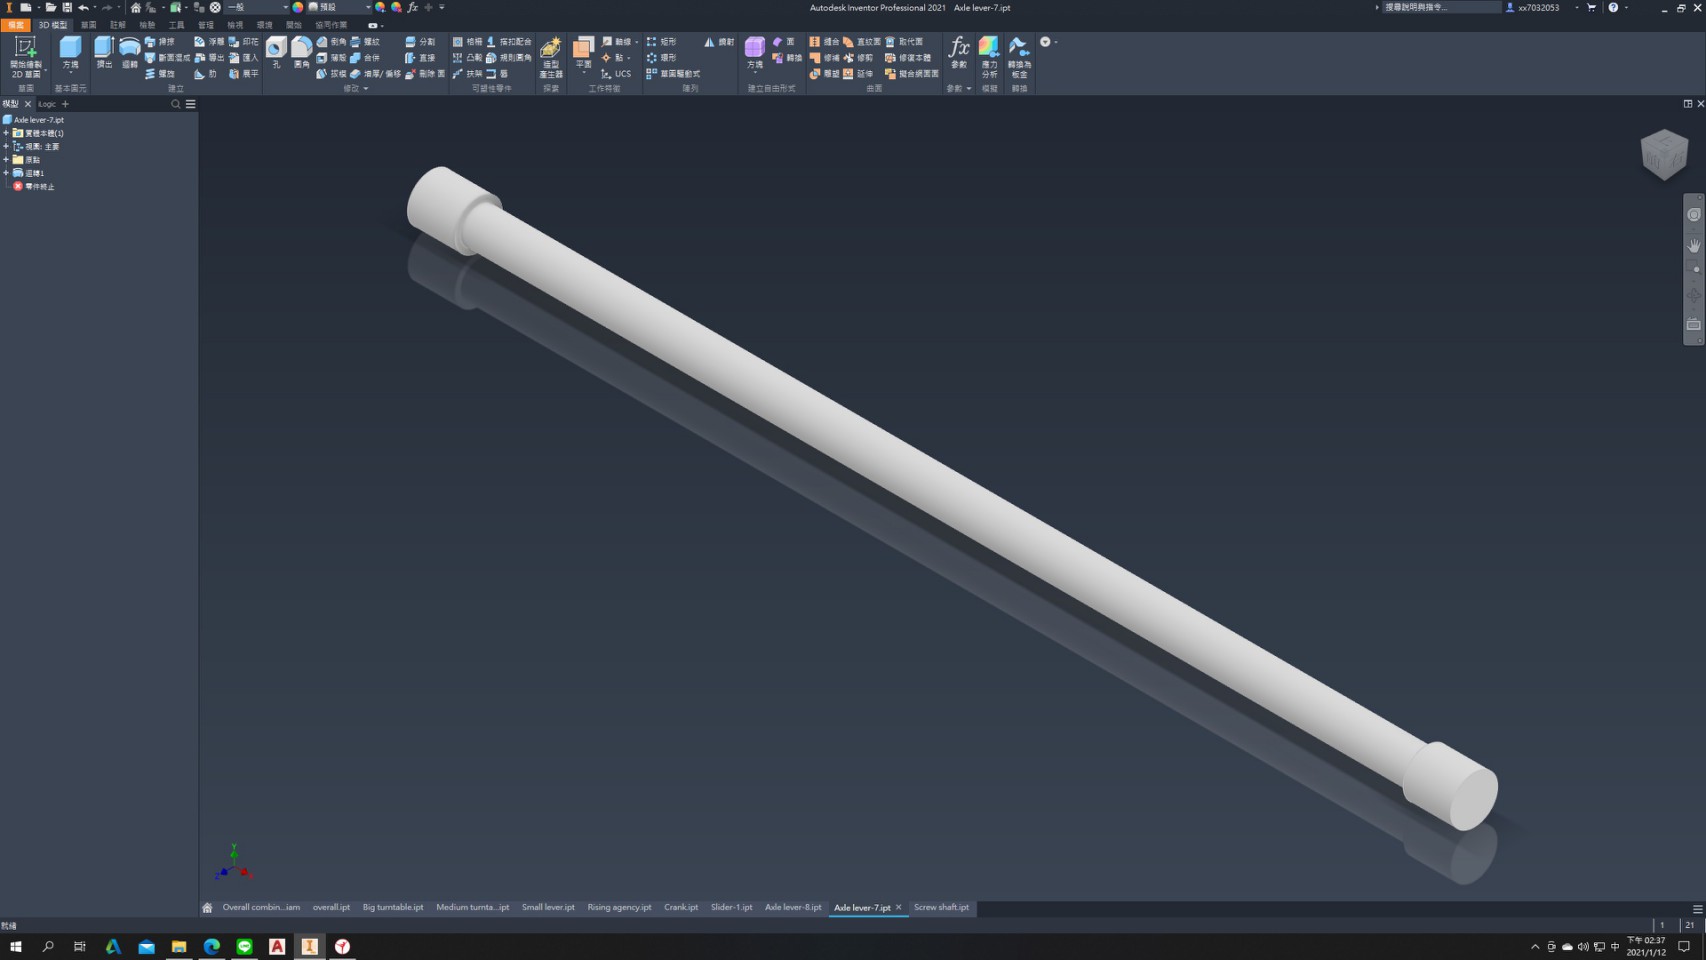 一般
預設
Autodesk Inventor Professional 2021 Axle lever-7.ipt
搜尋說明與指令...
xx7032053
檔案 3D 模型 草圖 註解 檢驗 工具 管理 檢視 環境 開始 協同作業
開始繪製
2D 草圖
方塊
擠出
迴轉
掃掠
斷面混成
螺旋
浮雕
導出
肋
印花
匯入
展平
孔
圓角
倒角
薄殼
拔模
螺紋
合併
增厚/偏移
分割
直接
刪除 面
格柵
凸轂
扶架
搭扣配合
規則圓角
唇
造型
產生器
平面
軸線
點
UCS
矩形
環形
草圖驅動式
鏡射
方塊
面
轉換
縫合
修補
雕塑
直紋面
修剪
延伸
取代面
修復本體
擬合網面面
fx
參數
應力
分析
轉換為
板金
草圖 基本圖元 建立 修改 可塑性零件 探索 工作特徵 陣列 建立自由形式 曲面 參數 模擬 轉換
模型 iLogic
Axle lever-7.ipt
實體本體(1)
視圖: 主要
原點
迴轉1
零件終止
Y
Z
X
Overall combin...iam overall.ipt Big turntable.ipt Medium turnta...ipt Small lever.ipt Rising agency.ipt Crank.ipt Slider-1.ipt Axle lever-8.ipt Axle lever-7.ipt Screw shaft.ipt
就緒
1 21
中
下午 02:37
2021/1/12